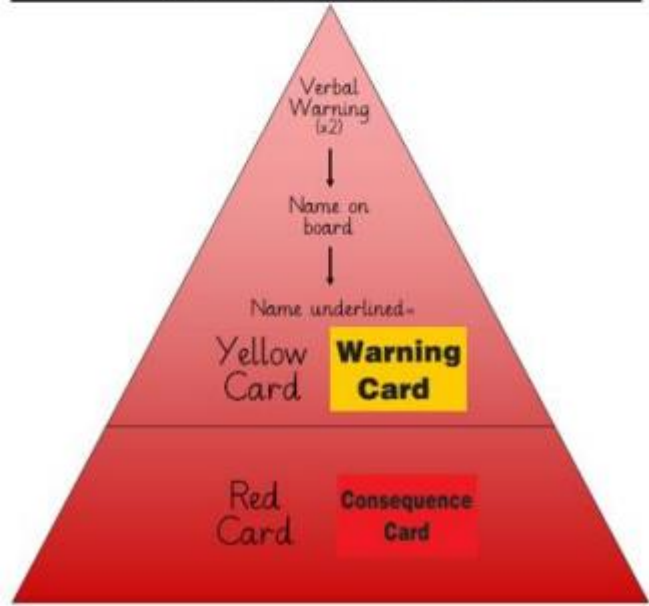 Verbal
Warning
(x2)
Name on
board
Name underlined=
Yellow
Card
Warning
Card
Red
Card
Consequence
Card